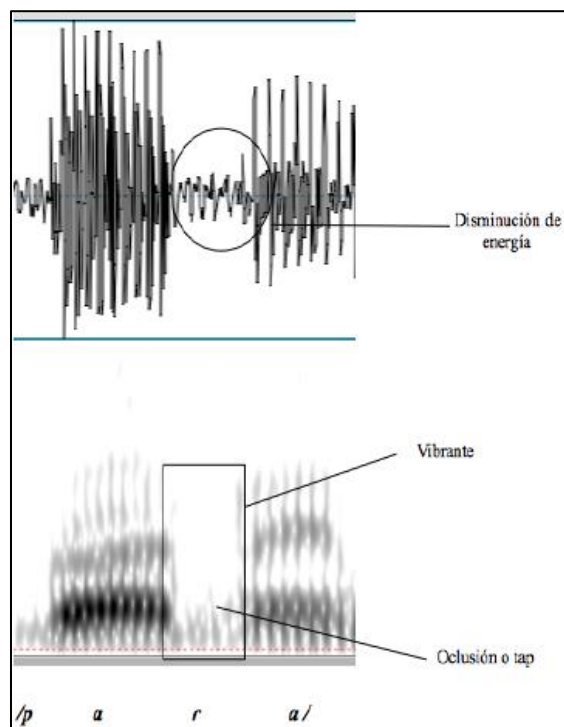 Disminución de
energía
Vibrante
Oclusión o tap
/p a r a/